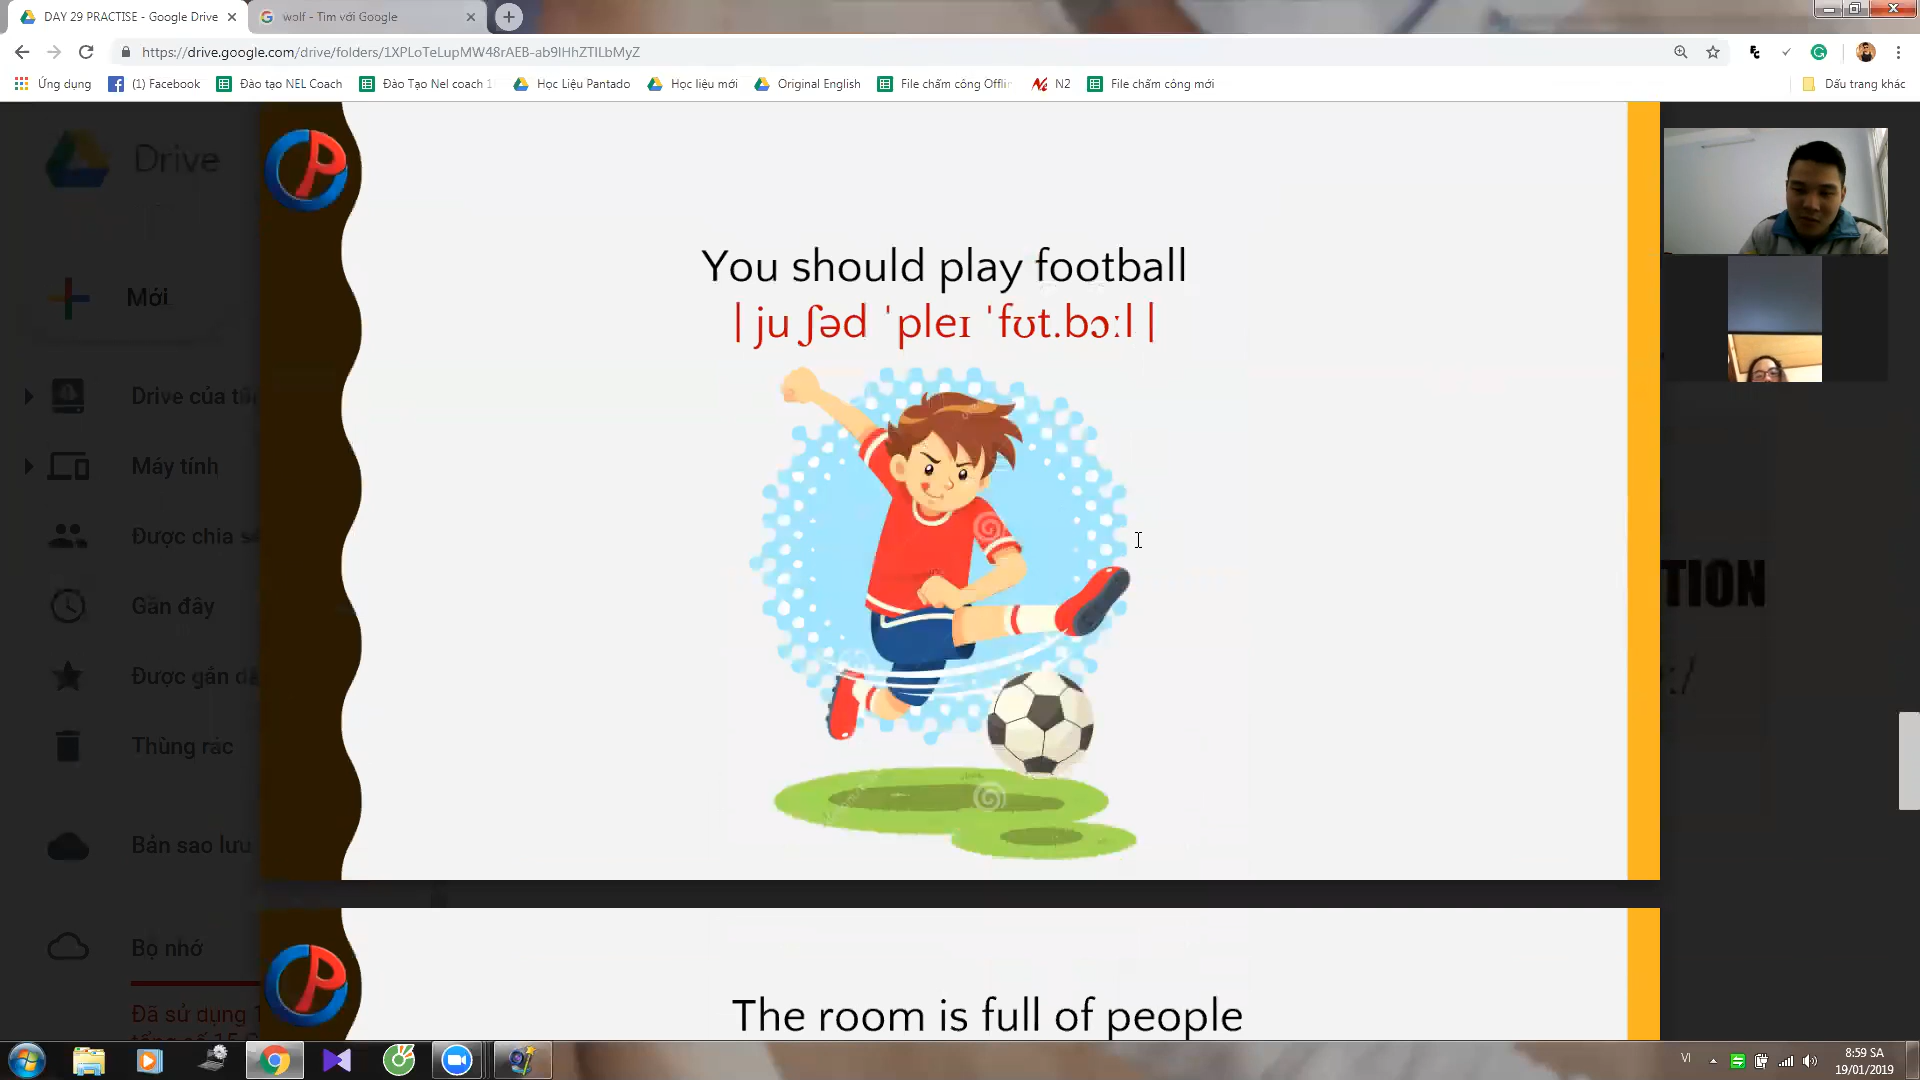 DAY 29 PRACTISE - Google Drive
wolf - Tìm với Google
https://drive.google.com/drive/folders/1XPLoTeLupMW48rAEB-ab9lHhZTILbMyZ
Ứng dụng
(1) Facebook
Đào tạo NEL Coach
Đào Tạo Nel coach 1
Học Liệu Pantado
Học liệu mới
Original English
File chấm công Offlin
N2
File chấm công mới
Dấu trang khác
Drive
Mới
Drive của
Máy tính
Được chia
Gần đây
Được gắn
Thùng rác
Bản sao lưu
Bộ nhớ
Đã sử dụng 1
You should play football
| ju ʃəd ˈpleɪ ˈfʊt.bɔːl |
TION
The room is full of people
VI
8:59 SA
19/01/2019